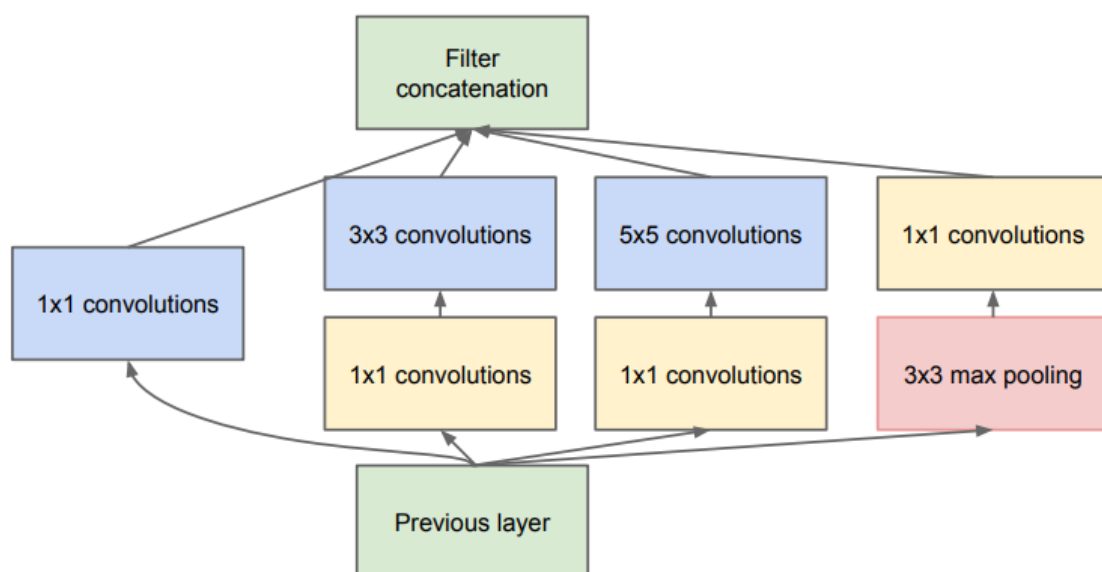 Filter
concatenation
3x3 convolutions
5x5 convolutions
1x1 convolutions
1x1 convolutions
1x1 convolutions
1x1 convolutions
3x3 max pooling
Previous layer